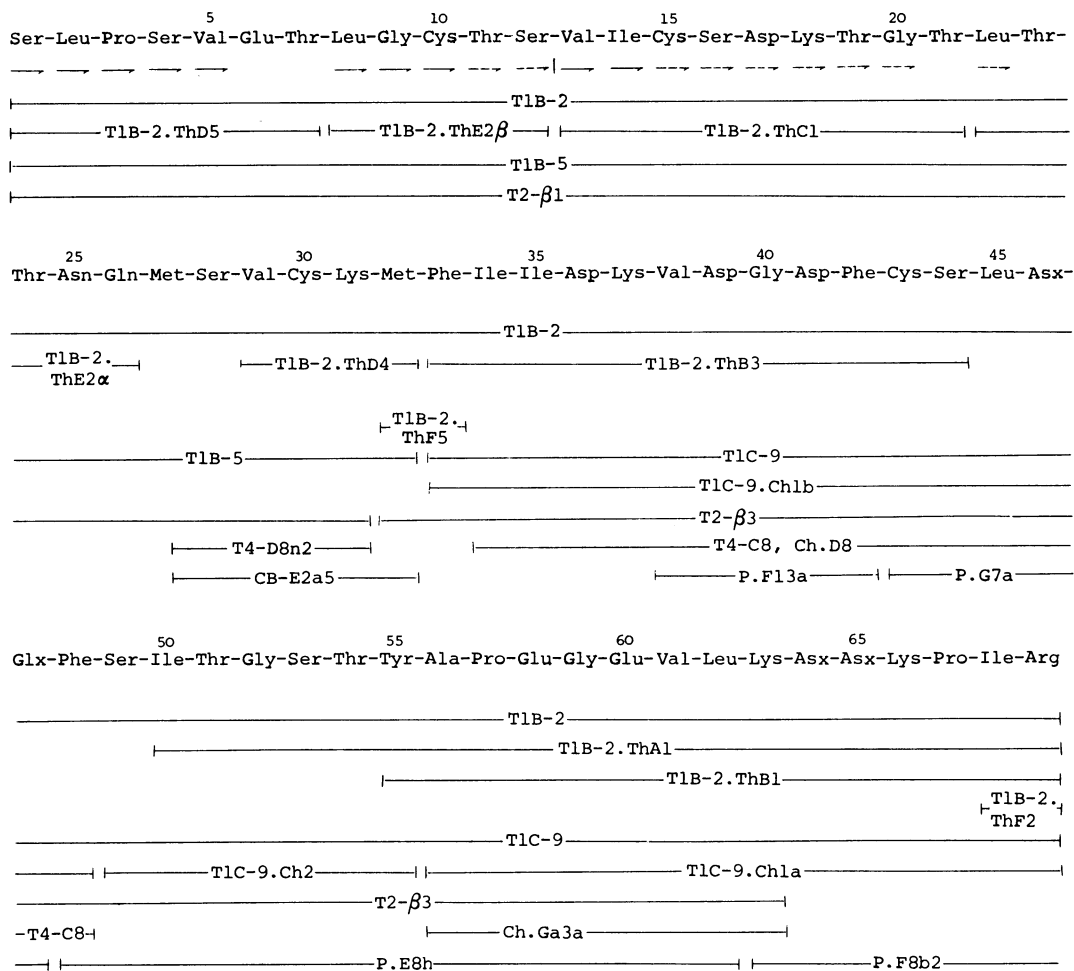 5 10 15 20
Ser-Leu-Pro-Ser-Val-Glu-Thr-Leu-Gly-Cys-Thr-Ser-Val-Ile-Cys-Ser-Asp-Lys-Thr-Gly-Thr-Leu-Thr-
T1B-2
T1B-2.ThD5 T1B-2.ThE2β T1B-2.ThC1
T1B-5
T2-β1
25 30 35 40 45
Thr-Asn-Gln-Met-Ser-Val-Cys-Lys-Met-Phe-Ile-Ile-Asp-Lys-Val-Asp-Gly-Asp-Phe-Cys-Ser-Leu-Asx-
T1B-2
T1B-2.
ThE2α
T1B-2.ThD4 T1B-2.ThB3
T1B-2.
ThF5
T1B-5 T1C-9
T1C-9.Ch1b
T2-β3
T4-D8n2 T4-C8, Ch.D8
CB-E2a5 P.F13a P.G7a
50 55 60 65
Glx-Phe-Ser-Ile-Thr-Gly-Ser-Thr-Tyr-Ala-Pro-Glu-Gly-Glu-Val-Leu-Lys-Asx-Asx-Lys-Pro-Ile-Arg
T1B-2
T1B-2.ThA1
T1B-2.ThB1
T1B-2.
ThF2
T1C-9
T1C-9.Ch2 T1C-9.Ch1a
T2-β3
T4-C8 Ch.Ga3a
P.E8h P.F8b2